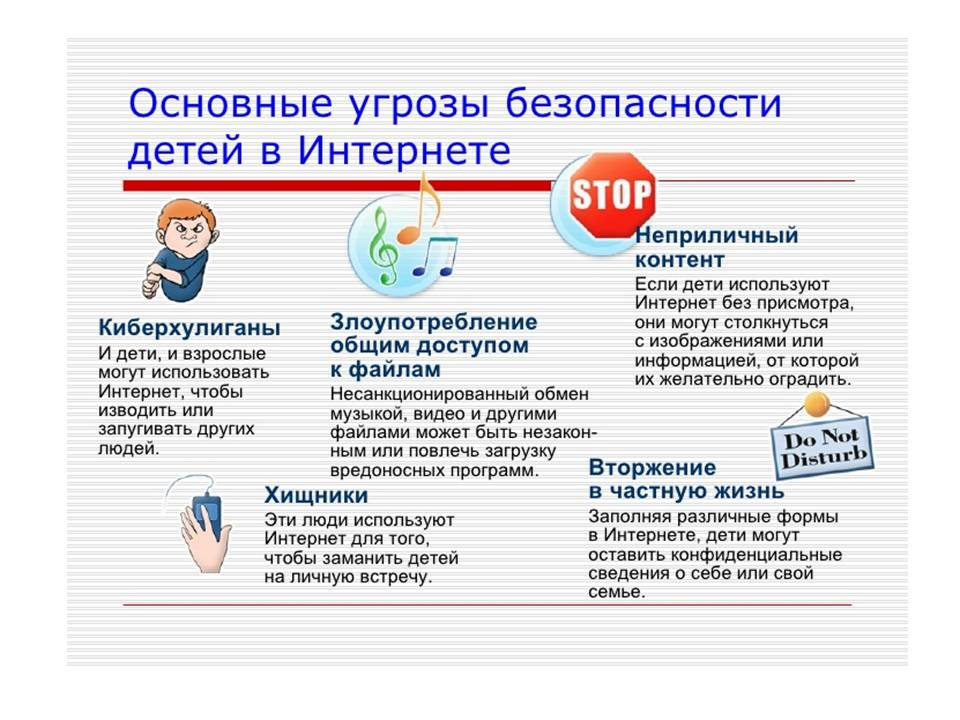 Основные угрозы безопасности
детей в Интернете
STOP
Неприличный
контент
Если дети используют
Интернет без присмотра,
они могут столкнуться
с изображениями или
информацией, от которой
их желательно оградить.
Киберхулиганы
И дети, и взрослые
могут использовать
Интернет, чтобы
изводить или
запугивать других
людей.
Злоупотребление
общим доступом
к файлам
Несанкционированный обмен
музыкой, видео и другими
файлами может быть незакон-
ным или повлечь загрузку
вредоносных программ.
Do Not
Disturb
Хищники
Эти люди используют
Интернет для того,
чтобы заманить детей
на личную встречу.
Вторжение
в частную жизнь
Заполняя различные формы
в Интернете, дети могут
оставить конфиденциальные
сведения о себе или свой
семье.